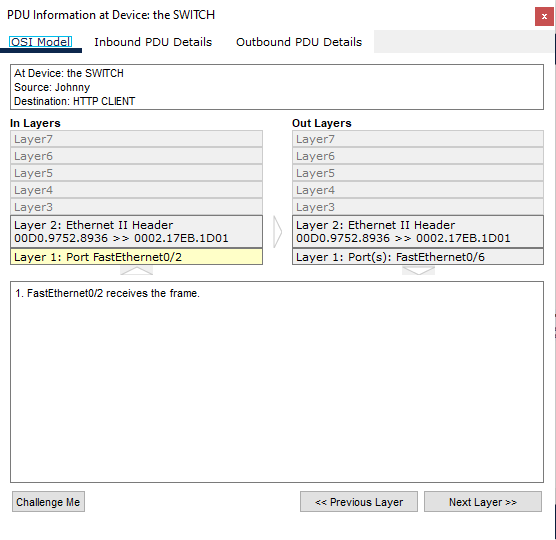 PDU Information at Device: the SWITCH
x
OSI Model Inbound PDU Details Outbound PDU Details
At Device: the SWITCH
Source: Johnny
Destination: HTTP CLIENT
In Layers
Layer7
Layer6
Layer5
Layer4
Layer3
Layer 2: Ethernet II Header
00D0.9752.8936 >> 0002.17EB.1D01
Layer 1: Port FastEthernet0/2
Out Layers
Layer7
Layer6
Layer5
Layer4
Layer3
Layer 2: Ethernet II Header
00D0.9752.8936 >> 0002.17EB.1D01
Layer 1: Port(s): FastEthernet0/6
1. FastEthernet0/2 receives the frame.
Challenge Me << Previous Layer Next Layer >>